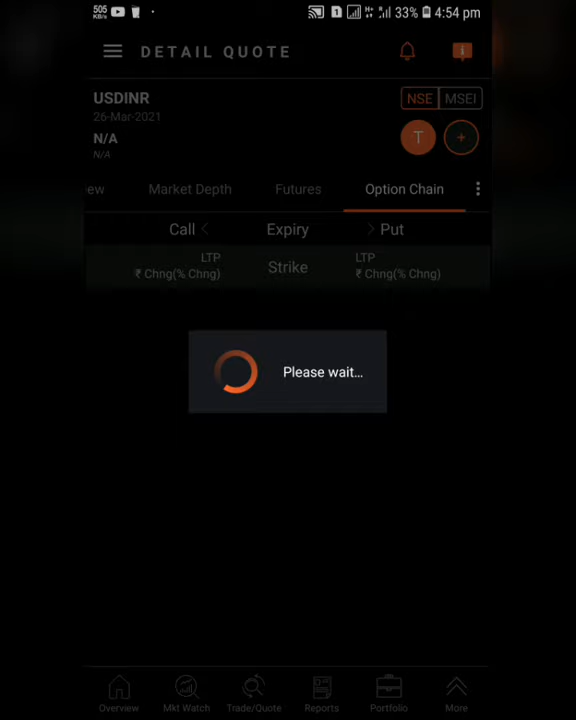 505 KB/s 1 33% 4:54 pm
DETAIL QUOTE
USDINR
NSE MSEI
26-Mar-2021
N/A
N/A
T +
ew Market Depth Futures Option Chain
Call < Expiry > Put
LTP LTP
₹ Chng(% Chng) Strike ₹ Chng(% Chng)
Please wait...
Overview Mkt Watch Trade/Quote Reports Portfolio More